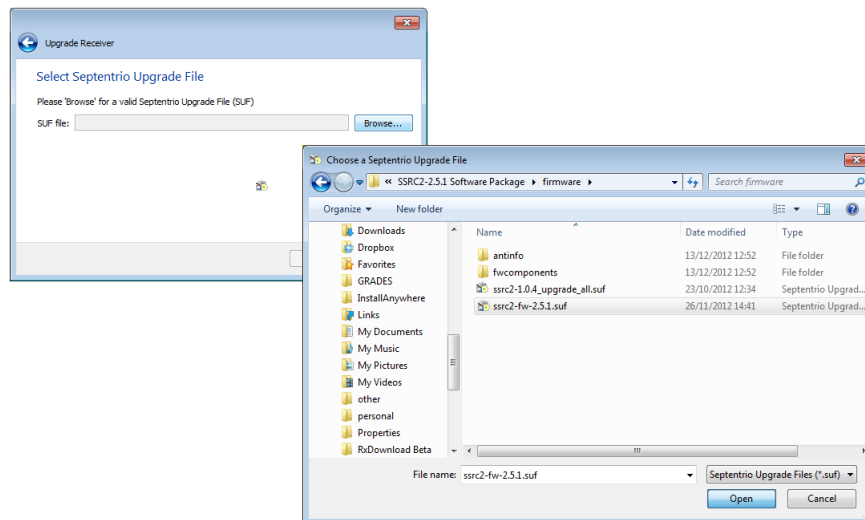 Upgrade Receiver
Select Septentrio Upgrade File
Please 'Browse' for a valid Septentrio Upgrade File (SUF)
SUF file:
Browse...
Choose a Septentrio Upgrade File
« SSRC2-2.5.1 Software Package firmware
Search firmware
Organize New folder
Name Date modified Type
Downloads
Dropbox
Favorites
GRADES
InstallAnywhere
Links
My Documents
My Music
My Pictures
My Videos
other
personal
Properties
RxDownload Beta
antinfo 13/12/2012 12:52 File folder
fwcomponents 13/12/2012 12:52 File folder
ssrc2-1.0.4_upgrade_all.suf 23/10/2012 12:34 Septentrio Upgrad...
ssrc2-fw-2.5.1.suf 26/11/2012 14:41 Septentrio Upgrad...
File name: ssrc2-fw-2.5.1.suf Septentrio Upgrade Files (*.suf)
Open Cancel